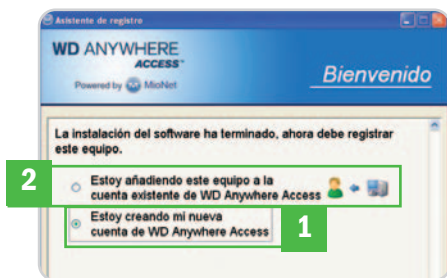 Asistente de registro
WD ANYWHERE
ACCESS™
Powered by MioNet
Bienvenido
La instalación del software ha terminado, ahora debe registrar
este equipo.
2
Estoy añadiendo este equipo a la
cuenta existente de WD Anywhere Access
Estoy creando mi nueva
cuenta de WD Anywhere Access
1